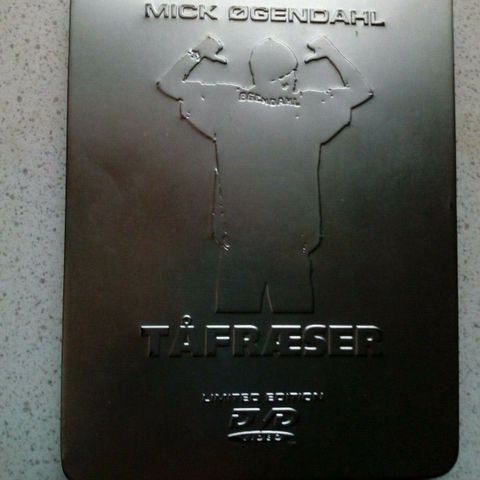 MICK ØGENDAHL
ØGENDAHL
TÅFRÆSER
LIMITED EDITION
DVD
VIDEO